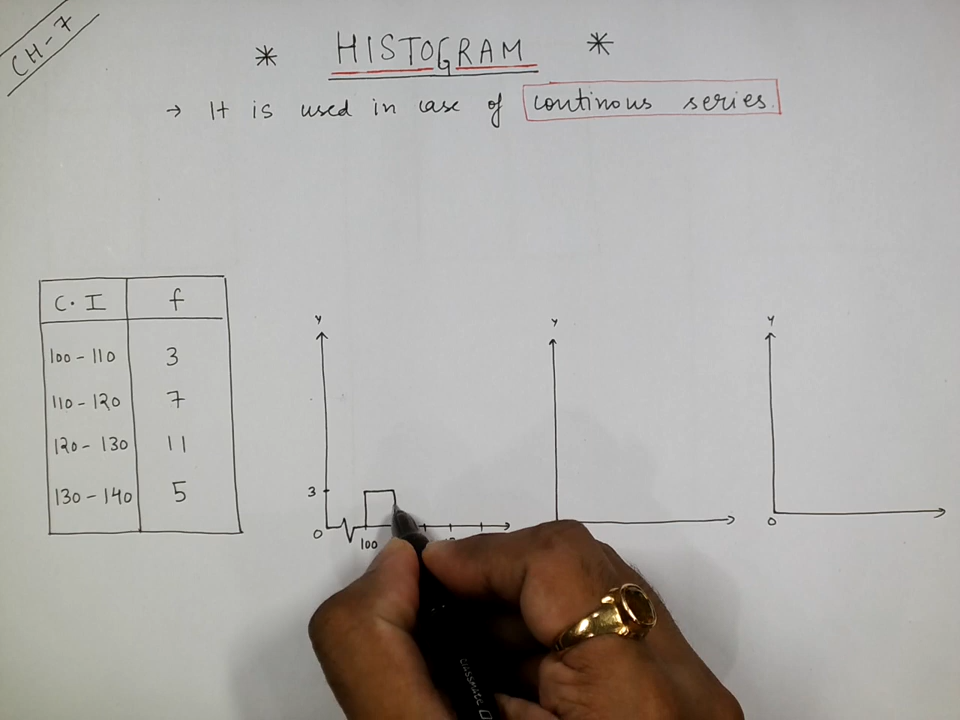 CH-7
* HISTOGRAM *
→ It is used in case of continous series.
C.I f
100-110 3
110-120 7
120-130 11
130-140 5
Y Y Y
3
0 0
100
classmate